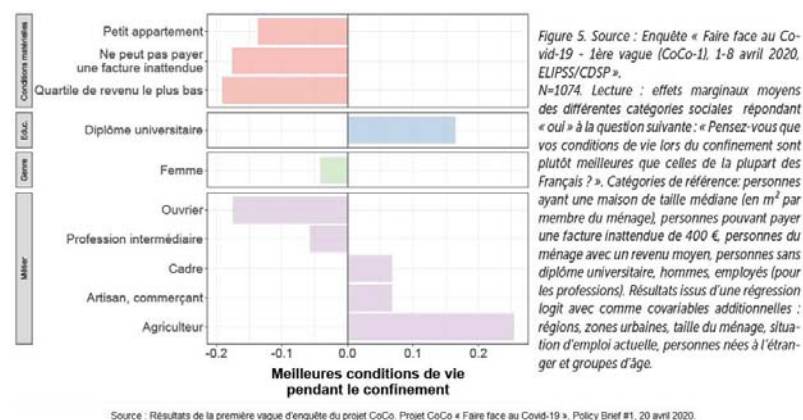 Conditions matérielles
Petit appartement
Ne peut pas payer
une facture inattendue
Quartile de revenu le plus bas
Educ.
Diplôme universitaire
Genre
Femme
Métier
Ouvrier
Profession intermédiaire
Cadre
Artisan, commerçant
Agriculteur
-0.2 -0.1 0.0 0.1 0.2
Meilleures conditions de vie
pendant le confinement
Figure 5. Source : Enquête « Faire face au Co-
vid-19 - 1ère vague (CoCo-1), 1-8 avril 2020,
ELIPSS/CDSP ».
N=1074. Lecture : effets marginaux moyens
des différentes catégories sociales répondant
« oui » à la question suivante : « Pensez-vous que
vos conditions de vie lors du confinement sont
plutôt meilleures que celles de la plupart des
Français ? ». Catégories de référence: personnes
ayant une maison de taille médiane (en m² par
membre du ménage), personnes pouvant payer
une facture inattendue de 400 €, personnes du
ménage avec un revenu moyen, personnes sans
diplôme universitaire, hommes, employés (pour
les professions). Résultats issus d'une régression
logit avec comme covariables additionnelles :
régions, zones urbaines, taille du ménage, situa-
tion d'emploi actuelle, personnes nées à l'étran-
ger et groupes d'âge.
Source : Résultats de la première vague d'enquête du projet CoCo. Projet CoCo « Faire face au Covid-19 ». Policy Brief #1, 20 avril 2020.